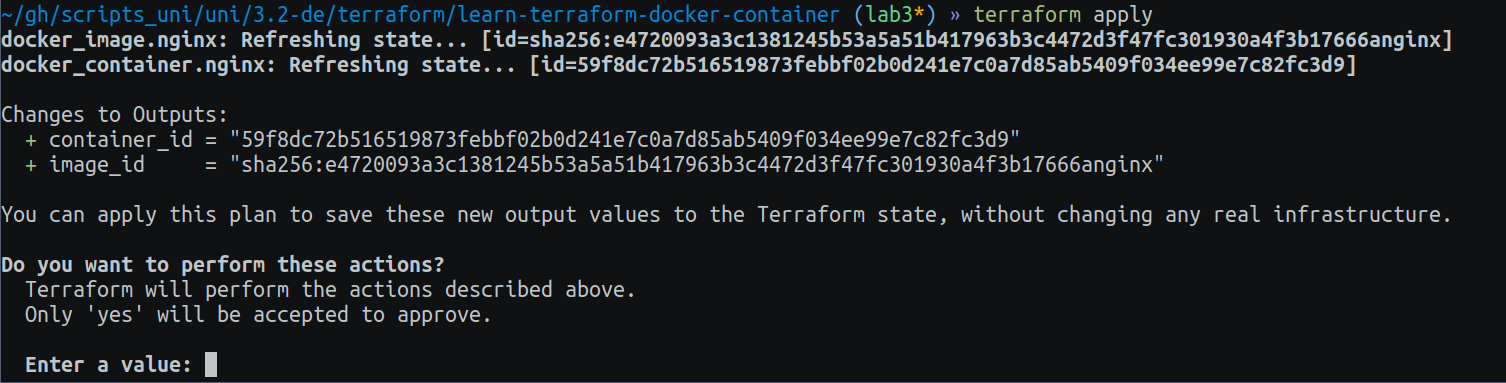 ~/gh/scripts_uni/uni/3.2-de/terraform/learn-terraform-docker-container (lab3*) » terraform apply
docker_image.nginx: Refreshing state... [id=sha256:e4720093a3c1381245b53a5a51b417963b3c4472d3f47fc301930a4f3b17666anginx]
docker_container.nginx: Refreshing state... [id=59f8dc72b516519873febbf02b0d241e7c0a7d85ab5409f034ee99e7c82fc3d9]
Changes to Outputs:
+ container_id = "59f8dc72b516519873febbf02b0d241e7c0a7d85ab5409f034ee99e7c82fc3d9"
+ image_id     = "sha256:e4720093a3c1381245b53a5a51b417963b3c4472d3f47fc301930a4f3b17666anginx"
You can apply this plan to save these new output values to the Terraform state, without changing any real infrastructure.
Do you want to perform these actions?
Terraform will perform the actions described above.
Only 'yes' will be accepted to approve.
Enter a value: